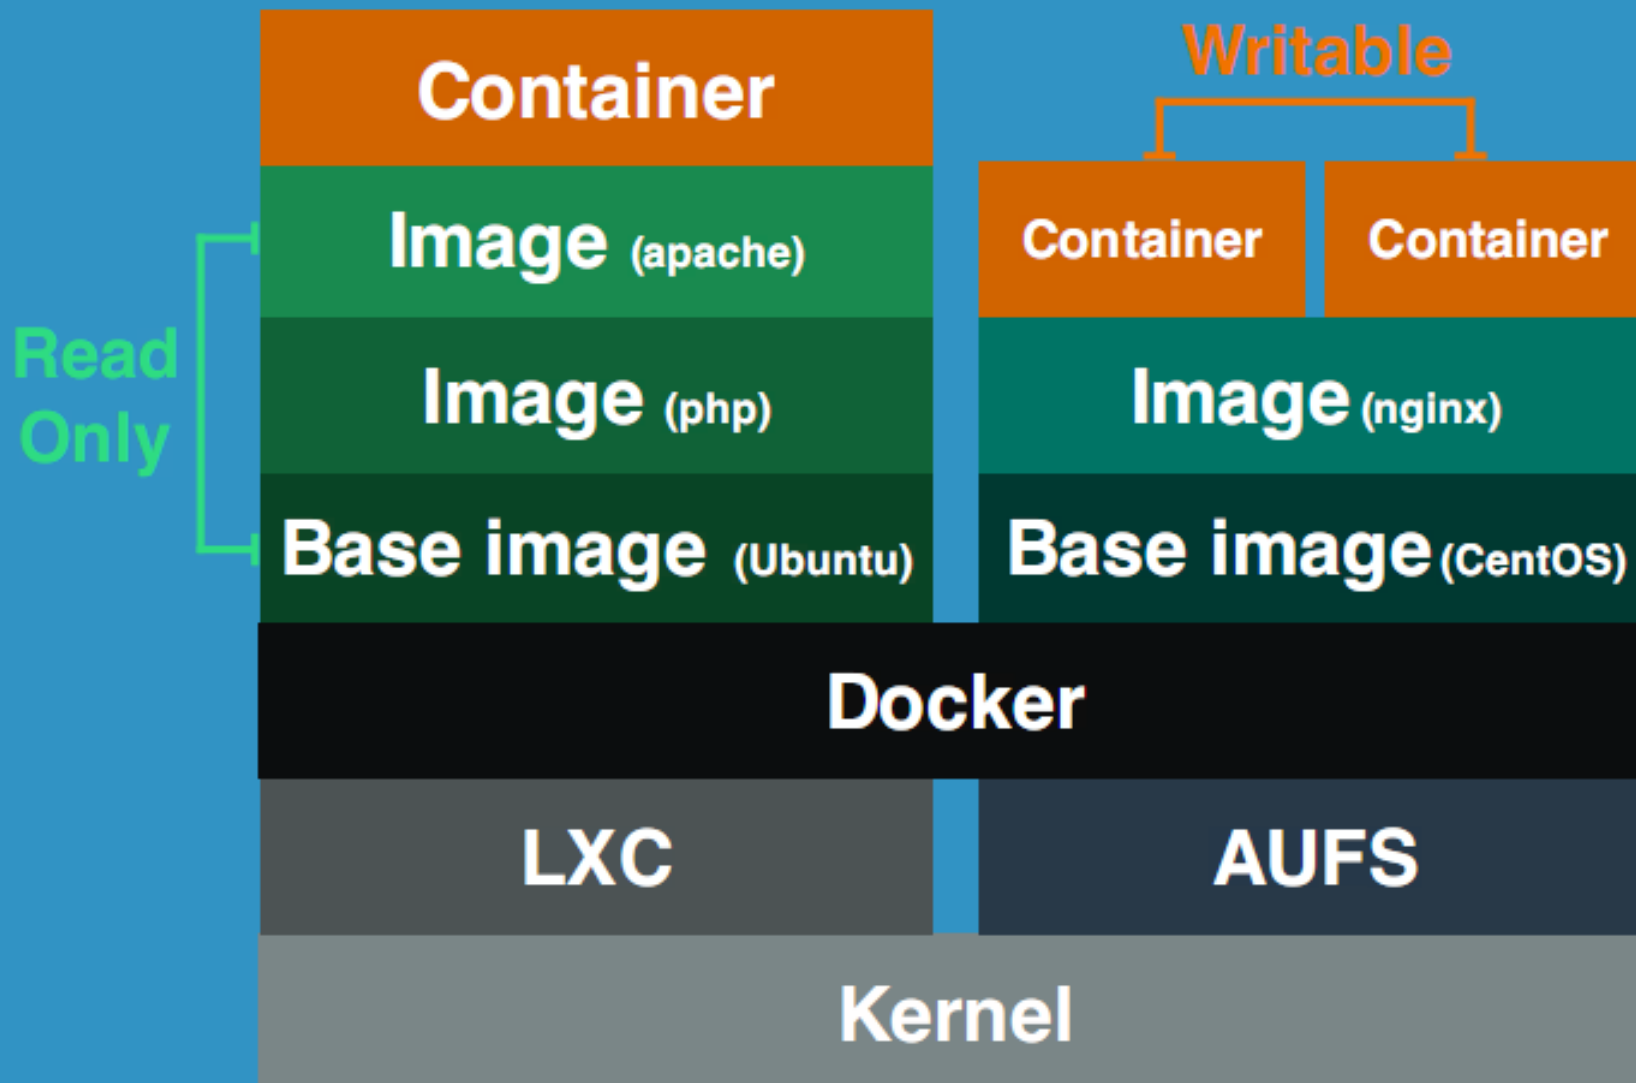 Writable
Container
Image (apache)
Container
Container
Read
Only
Image (php)
Image (nginx)
Base image (Ubuntu)
Base image (CentOS)
Docker
LXC
AUFS
Kernel